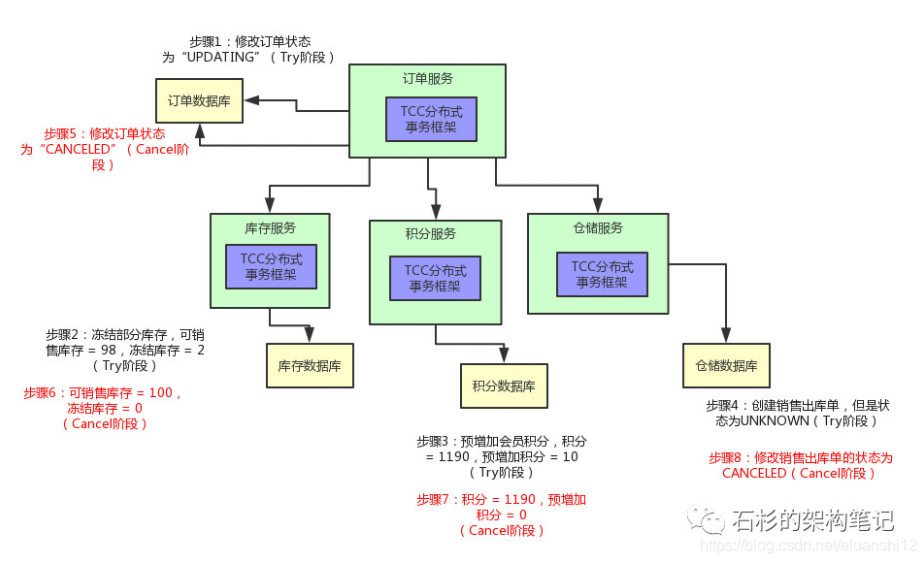 步骤1：修改订单状态
为“UPDATING”（Try阶段）
订单服务
TCC分布式
事务框架
订单数据库
步骤5：修改订单状态
为“CANCELED”（Cancel阶
段）
库存服务
TCC分布式
事务框架
积分服务
TCC分布式
事务框架
仓储服务
TCC分布式
事务框架
步骤2：冻结部分库存，可销
售库存 = 98，冻结库存 = 2
（Try阶段）
库存数据库
步骤6：可销售库存 = 100，
冻结库存 = 0
（Cancel阶段）
积分数据库
仓储数据库
步骤3：预增加会员积分，积分
= 1190，预增加积分 = 10
（Try阶段）
步骤7：积分 = 1190，预增加
积分 = 0
（Cancel阶段）
步骤4：创建销售出库单，但是状
态为UNKNOWN（Try阶段）
步骤8：修改销售出库单的状态为
CANCELED（Cancel阶段）
石杉的架构笔记
https://blog.csdn.net/eluanshi12